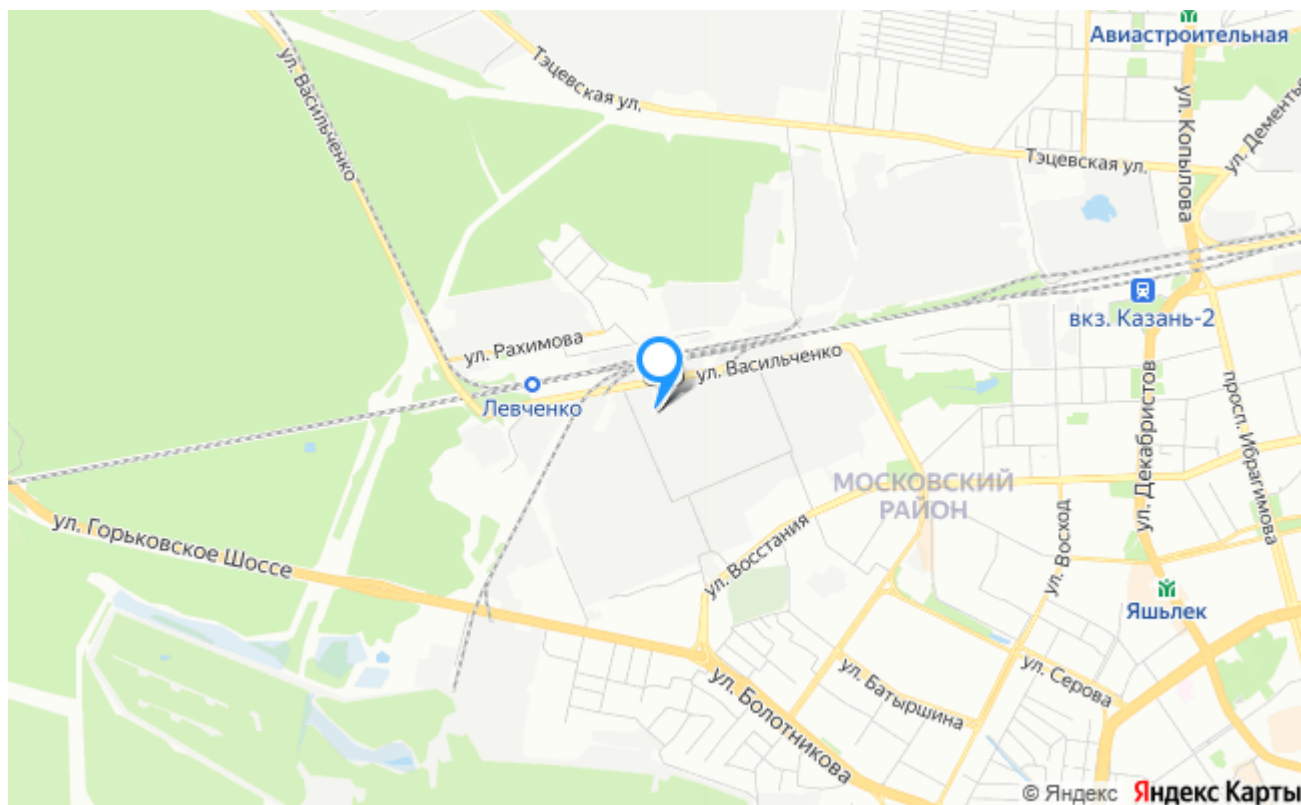 Авиастроительная
ул. Васильченко
Тэцевская ул.
ул. Копылова
ул. Дементье
Тэцевская ул.
вкз. Казань-2
ул. Рахимова
ул. Васильченко
Левченко
просп. Ибрагимова
ул. Декабристов
МОСКОВСКИЙ
РАЙОН
ул. Горьковское Шоссе
ул. Восстания
ул. Восход
Яшьлек
ул. Серова
ул. Батыршина
ул. Болотникова
© Яндекс Яндекс Карты